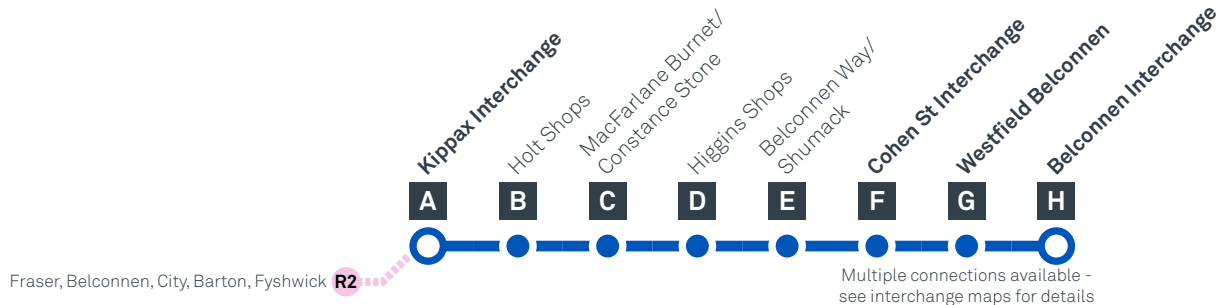 Kippax Interchange
Holt Shops
MacFarlane Burnet/
Constance Stone
Higgins Shops
Belconnen Way/
Shumack
Cohen St Interchange
Westfield Belconnen
Belconnen Interchange
A
B
C
D
E
F
G
H
Fraser, Belconnen, City, Barton, Fyshwick R2
Multiple connections available -
see interchange maps for details